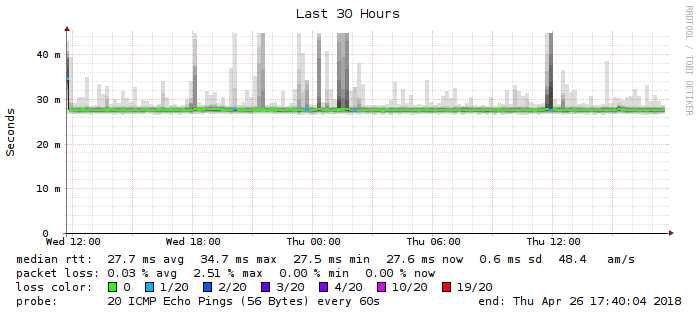 Last 30 Hours
RRDTOOL / TOBI OETIKER
Seconds
40 m
30 m
20 m
10 m
0
Wed 12:00 Wed 18:00 Thu 00:00 Thu 06:00 Thu 12:00
median rtt: 27.7 ms avg 34.7 ms max 27.5 ms min 27.6 ms now 0.6 ms sd 48.4 am/s
packet loss: 0.03 % avg 2.51 % max 0.00 % min 0.00 % now
loss color: 0 1/20 2/20 3/20 4/20 10/20 19/20
probe: 20 ICMP Echo Pings (56 Bytes) every 60s end: Thu Apr 26 17:40:04 2018